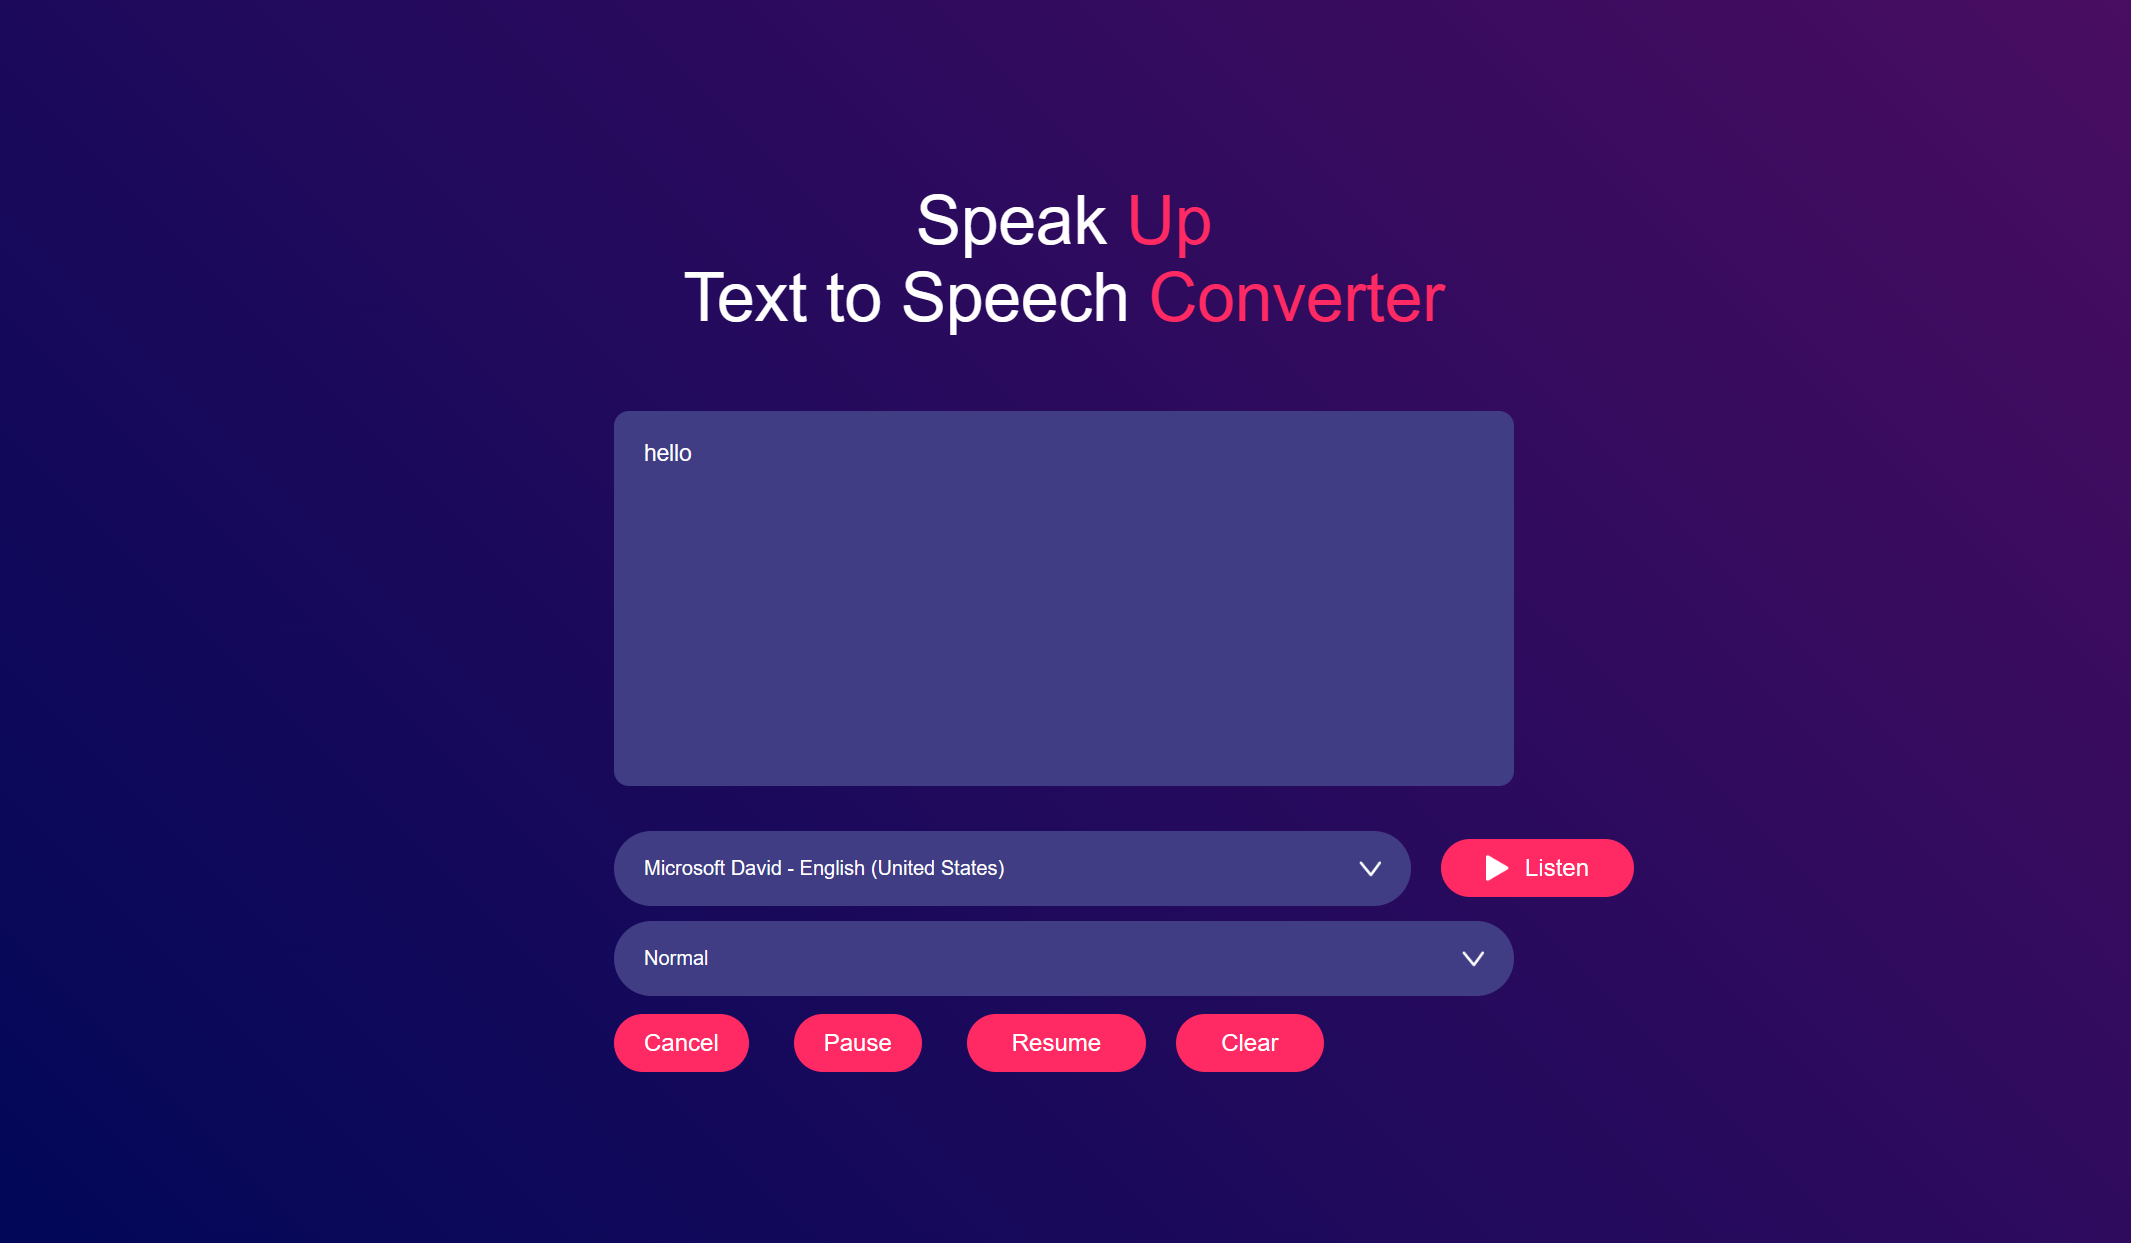 Speak Up
Text to Speech Converter
hello
Microsoft David - English (United States)
Listen
Normal
Cancel
Pause
Resume
Clear